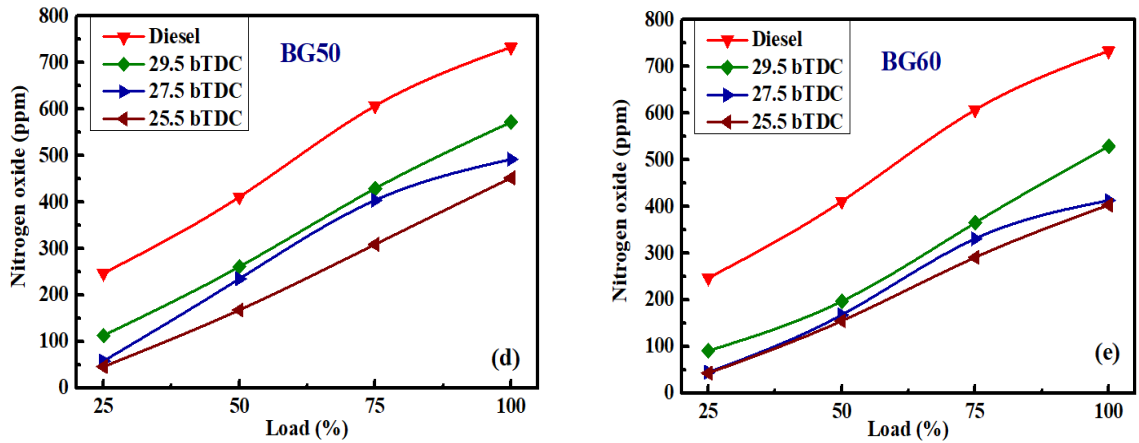 800
700
600
500
400
300
200
100
0
Nitrogen oxide (ppm)
Diesel
29.5 bTDC
27.5 bTDC
25.5 bTDC
BG50
(d)
25 50 75 100
Load (%)
800
700
600
500
400
300
200
100
0
Nitrogen oxide (ppm)
Diesel
29.5 bTDC
27.5 bTDC
25.5 bTDC
BG60
(e)
25 50 75 100
Load (%)